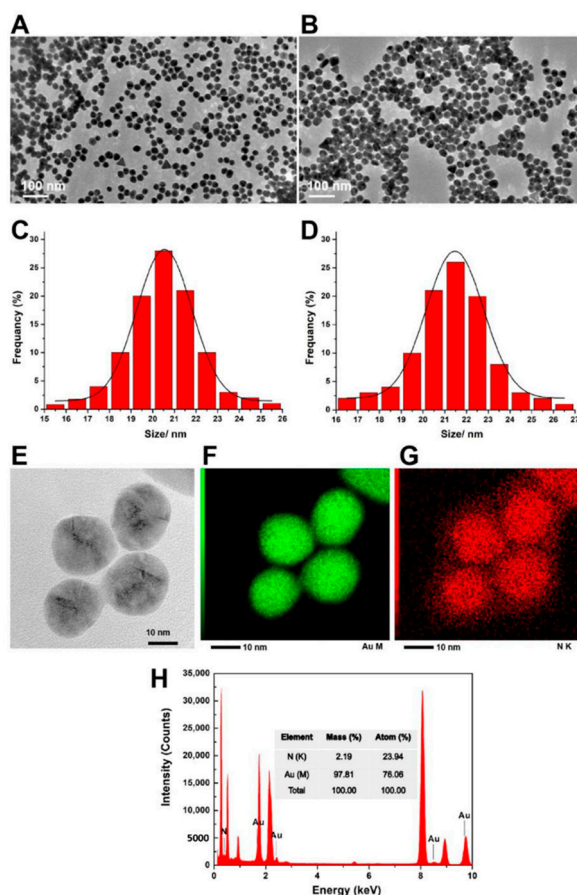 A
B
100 nm
100 nm
C
D
Frequancy (%)
30
25
20
15
10
5
0
15 16 17 18 19 20 21 22 23 24 25 26
Size/ nm
Frequancy (%)
30
25
20
15
10
5
0
16 17 18 19 20 21 22 23 24 25 26 27
Size/ nm
E
F
G
10 nm
10 nm
Au M
10 nm
N K
H
Intensity (Counts)
35,000
30,000
25,000
20,000
15,000
10,000
5000
0
Element Mass (%) Atom (%)
N (K) 2.19 23.94
Au (M) 97.81 76.06
Total 100.00 100.00
N
Au
Au
Au
Au
0 2 4 6 8 10
Energy (keV)